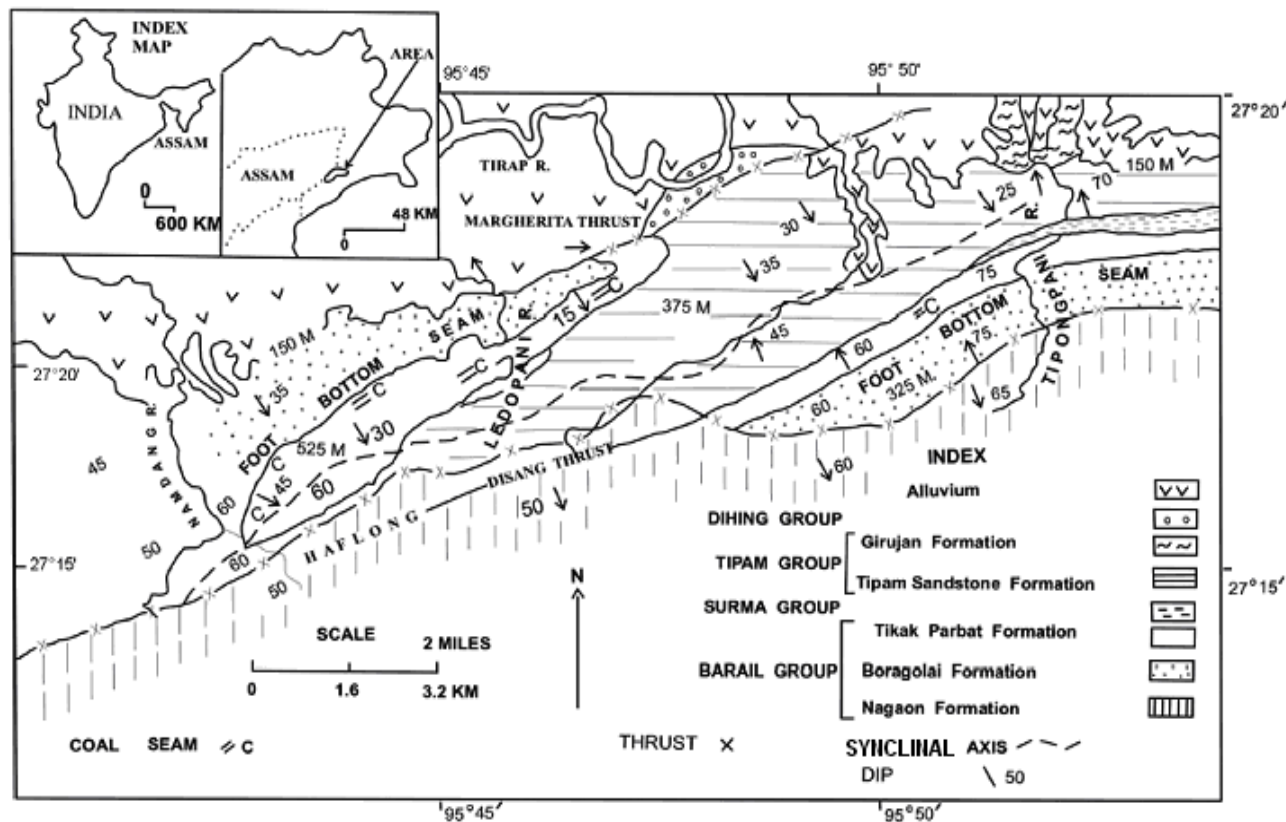 INDEX
MAP
INDIA
ASSAM
0
600 KM
AREA
ASSAM
48 KM
0
95° 45'
95° 50'
27° 20'
TIRAP R.
MARGHERITA THRUST
150 M
25
70
R.
30
35
375 M
15
C
75
SEAM
TIPONGPANI
150 M
SEAM
BOTTOM
FOOT
35
C
C
LEDOPANI R.
45
60
C
BOTTOM
75
FOOT
325 M.
60
65
27° 20'
NAMDANG R.
45
525 M
30
C
C
45
60
60
50
DISANG THRUST
HAFLONG
50
60
60
50
27° 15'
27° 15'
N
SCALE
2 MILES
0
1.6
3.2 KM
INDEX
Alluvium
DIHING GROUP
Girujan Formation
TIPAM GROUP
Tipam Sandstone Formation
SURMA GROUP
Tikak Parbat Formation
BARAIL GROUP
Boragolai Formation
Nagaon Formation
COAL SEAM C
THRUST X
SYNCLINAL AXIS
DIP 50
95° 45'
95° 50'